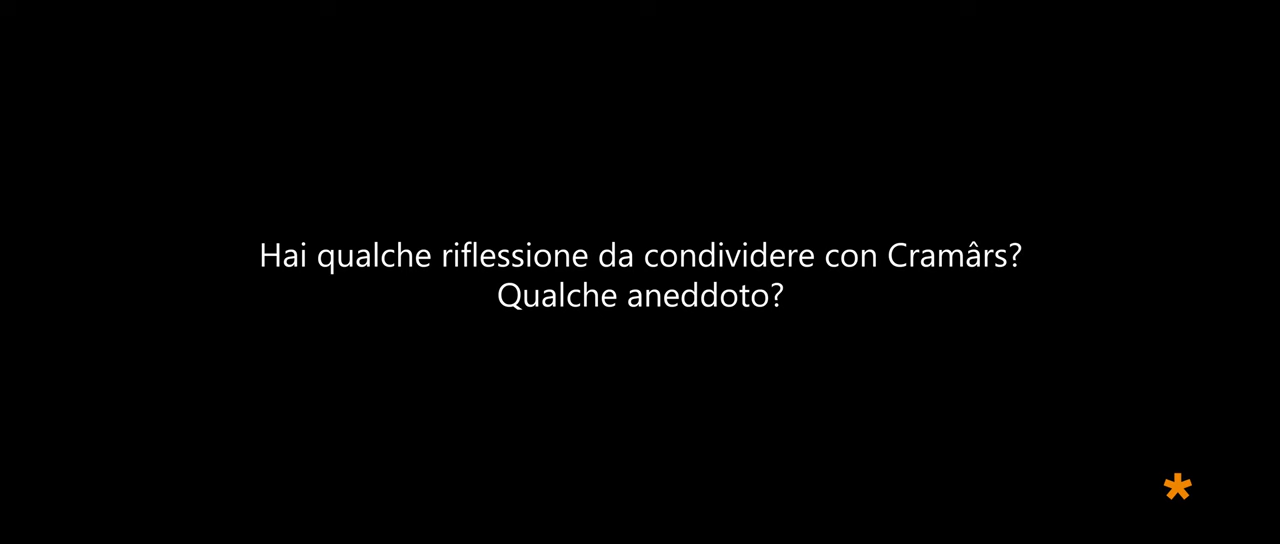 Hai qualche riflessione da condividere con Cramârs?
Qualche aneddoto?